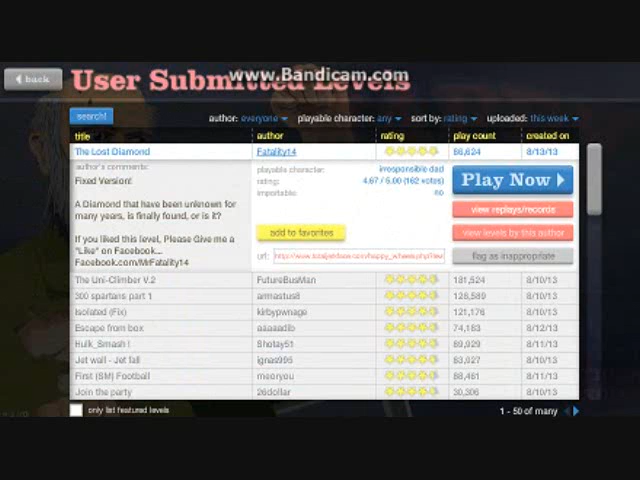 www.Bandicam.com
back
User Submitted Levels
search!
author: everyone playable character: any sort by: rating uploaded: this week
title author rating play count created on
The Lost Diamond Fatality14 86,624 8/13/13
author's comments:
Fixed Version!
A Diamond that have been unknown for
many years, is finally found, or is it?
If you liked this level, Please Give me a
"Like" on Facebook...
Facebook.com/MrFatality14
playable character: irresponsible dad
rating: 4.67 / 5.00 (162 votes)
importable: no
add to favorites
url:
Play Now
view replays/records
view levels by this author
flag as inappropriate
The Uni-Climber V.2 FutureBusMan 181,524 8/10/13
300 spartans part 1 armastus8 128,589 8/10/13
Isolated (Fix) kirbypwnage 121,176 8/10/13
Escape from box aaaaadib 74,163 8/12/13
Hulk_Smash ! Shotay51 69,929 8/11/13
Jet wall - Jet fall ignas995 63,027 8/10/13
First (SM) Football meoryou 88,461 8/11/13
Join the party 26dollar 30,306 8/10/13
only list featured levels
1 - 50 of many